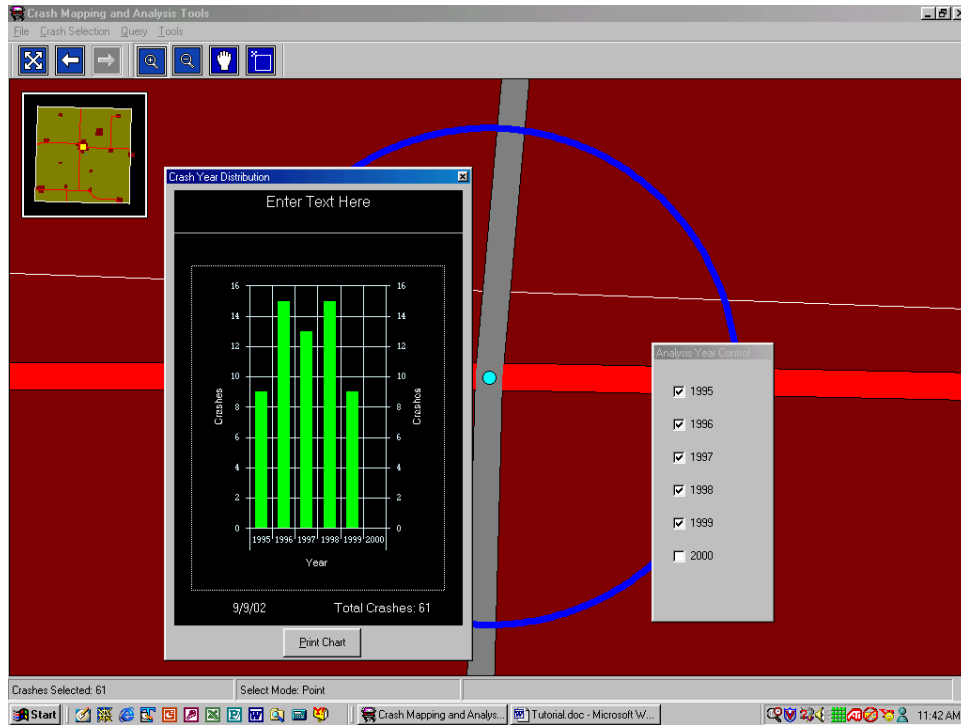 Crash Mapping and Analysis Tools
File Crash Selection Query Tools
Crash Year Distribution
Enter Text Here
16 16
14 14
12 12
10 10
8 8
6 6
4 4
2 2
0 0
Crashes
Crashes
1995 1996 1997 1998 1999 2000
Year
9/9/02 Total Crashes: 61
Print Chart
Analysis Year Control
1995
1996
1997
1998
1999
2000
Crashes Selected: 61 Select Mode: Point
Start Crash Mapping and Analys... Tutorial.doc - Microsoft W... 11:42 AM